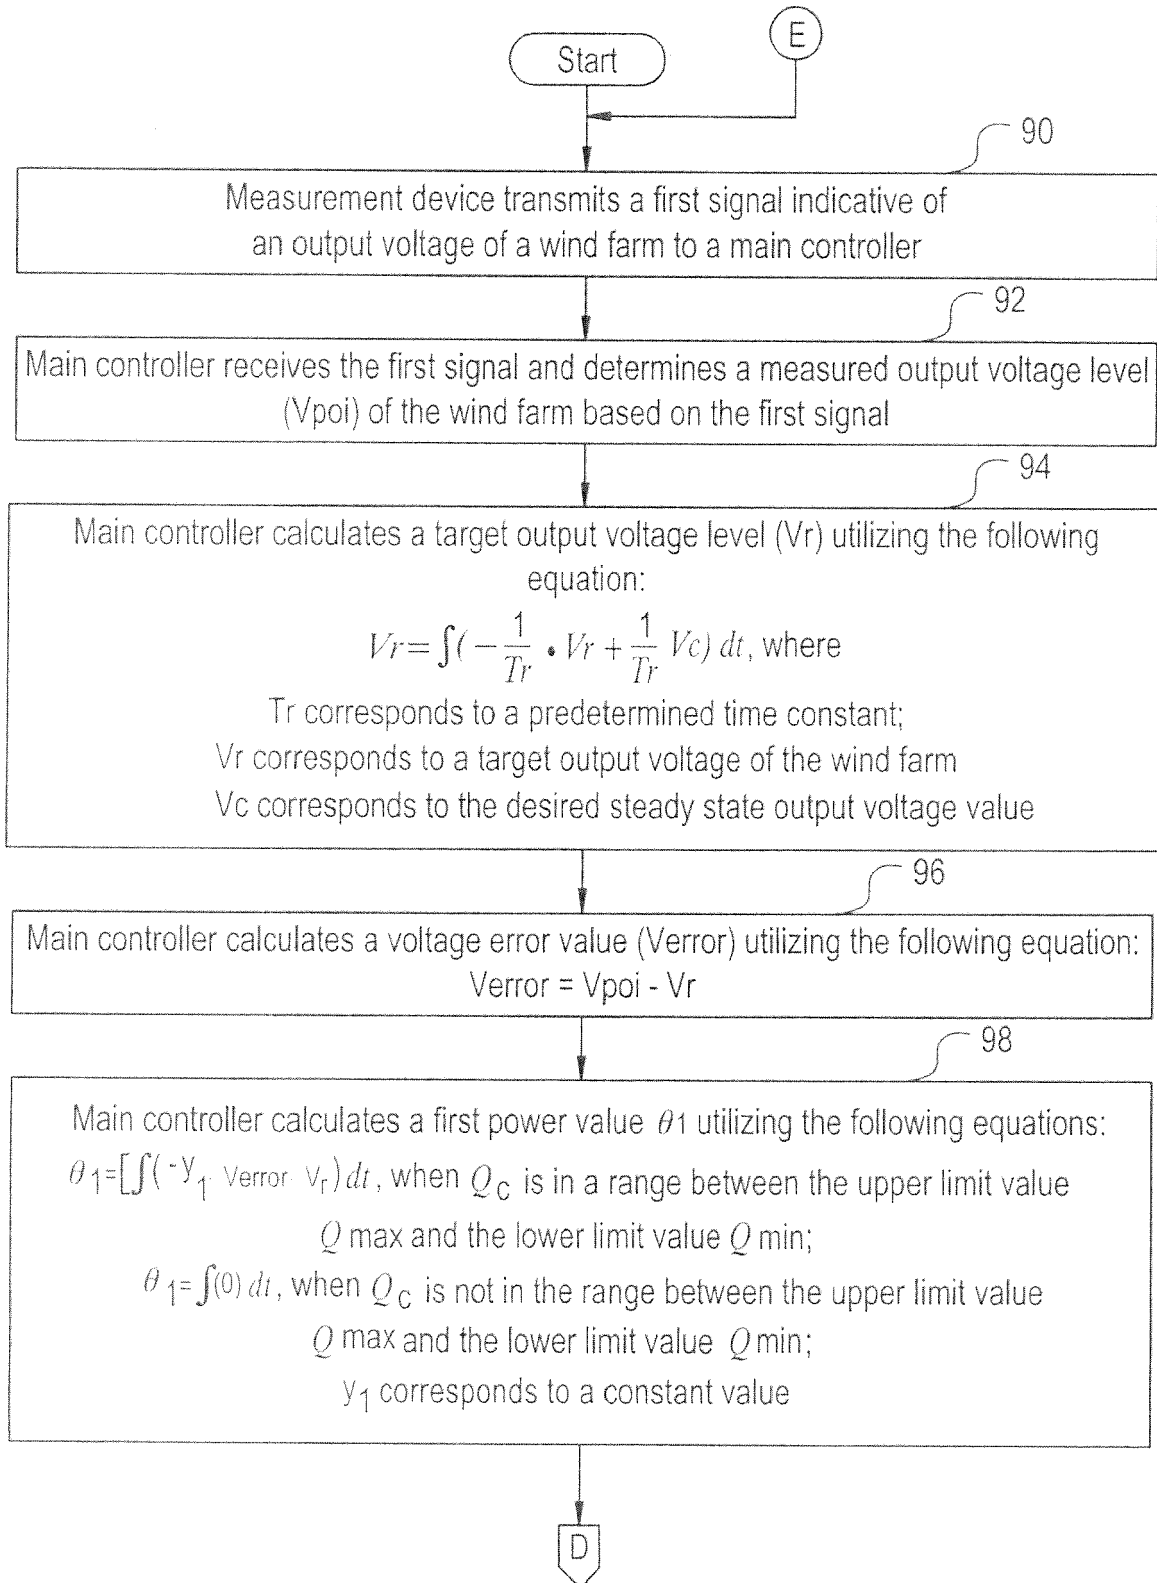 E
Start
90
Measurement device transmits a first signal indicative of
an output voltage of a wind farm to a main controller
92
Main controller receives the first signal and determines a measured output voltage level
(Vpoi) of the wind farm based on the first signal
94
Main controller calculates a target output voltage level (Vr) utilizing the following
equation:
Vr = ∫(-1/Tr • Vr + 1/Tr Vc) dt, where
Tr corresponds to a predetermined time constant;
Vr corresponds to a target output voltage of the wind farm
Vc corresponds to the desired steady state output voltage value
96
Main controller calculates a voltage error value (Verror) utilizing the following equation:
Verror = Vpoi - Vr
98
Main controller calculates a first power value θ1 utilizing the following equations:
θ1=[∫(-y1· Verror· Vr) dt, when Qc is in a range between the upper limit value
Q max and the lower limit value Q min;
θ1=∫(0) dt, when Qc is not in the range between the upper limit value
Q max and the lower limit value Q min;
y1 corresponds to a constant value
D